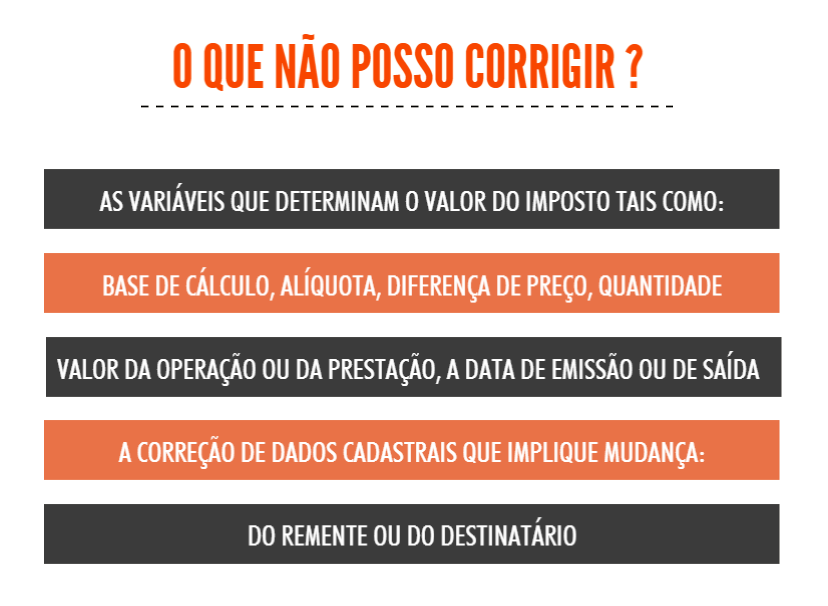 O QUE NÃO POSSO CORRIGIR ?
AS VARIÁVEIS QUE DETERMINAM O VALOR DO IMPOSTO TAIS COMO:
BASE DE CÁLCULO, ALÍQUOTA, DIFERENÇA DE PREÇO, QUANTIDADE
VALOR DA OPERAÇÃO OU DA PRESTAÇÃO, A DATA DE EMISSÃO OU DE SAÍDA
A CORREÇÃO DE DADOS CADASTRAIS QUE IMPLIQUE MUDANÇA:
DO REMENTE OU DO DESTINATÁRIO